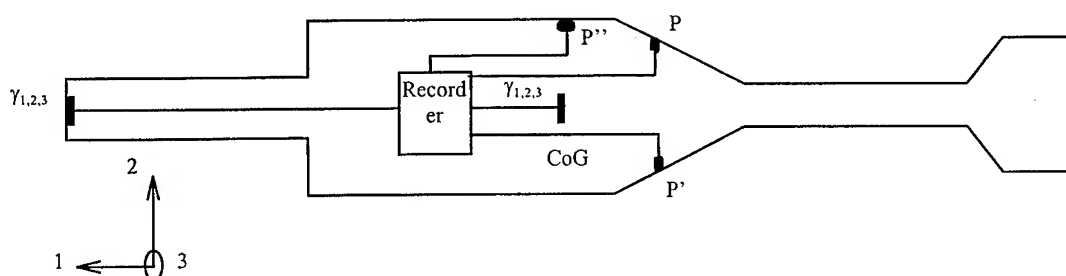 P
P''
γ1,2,3
Record
er
γ1,2,3
CoG
P'
2
1
3